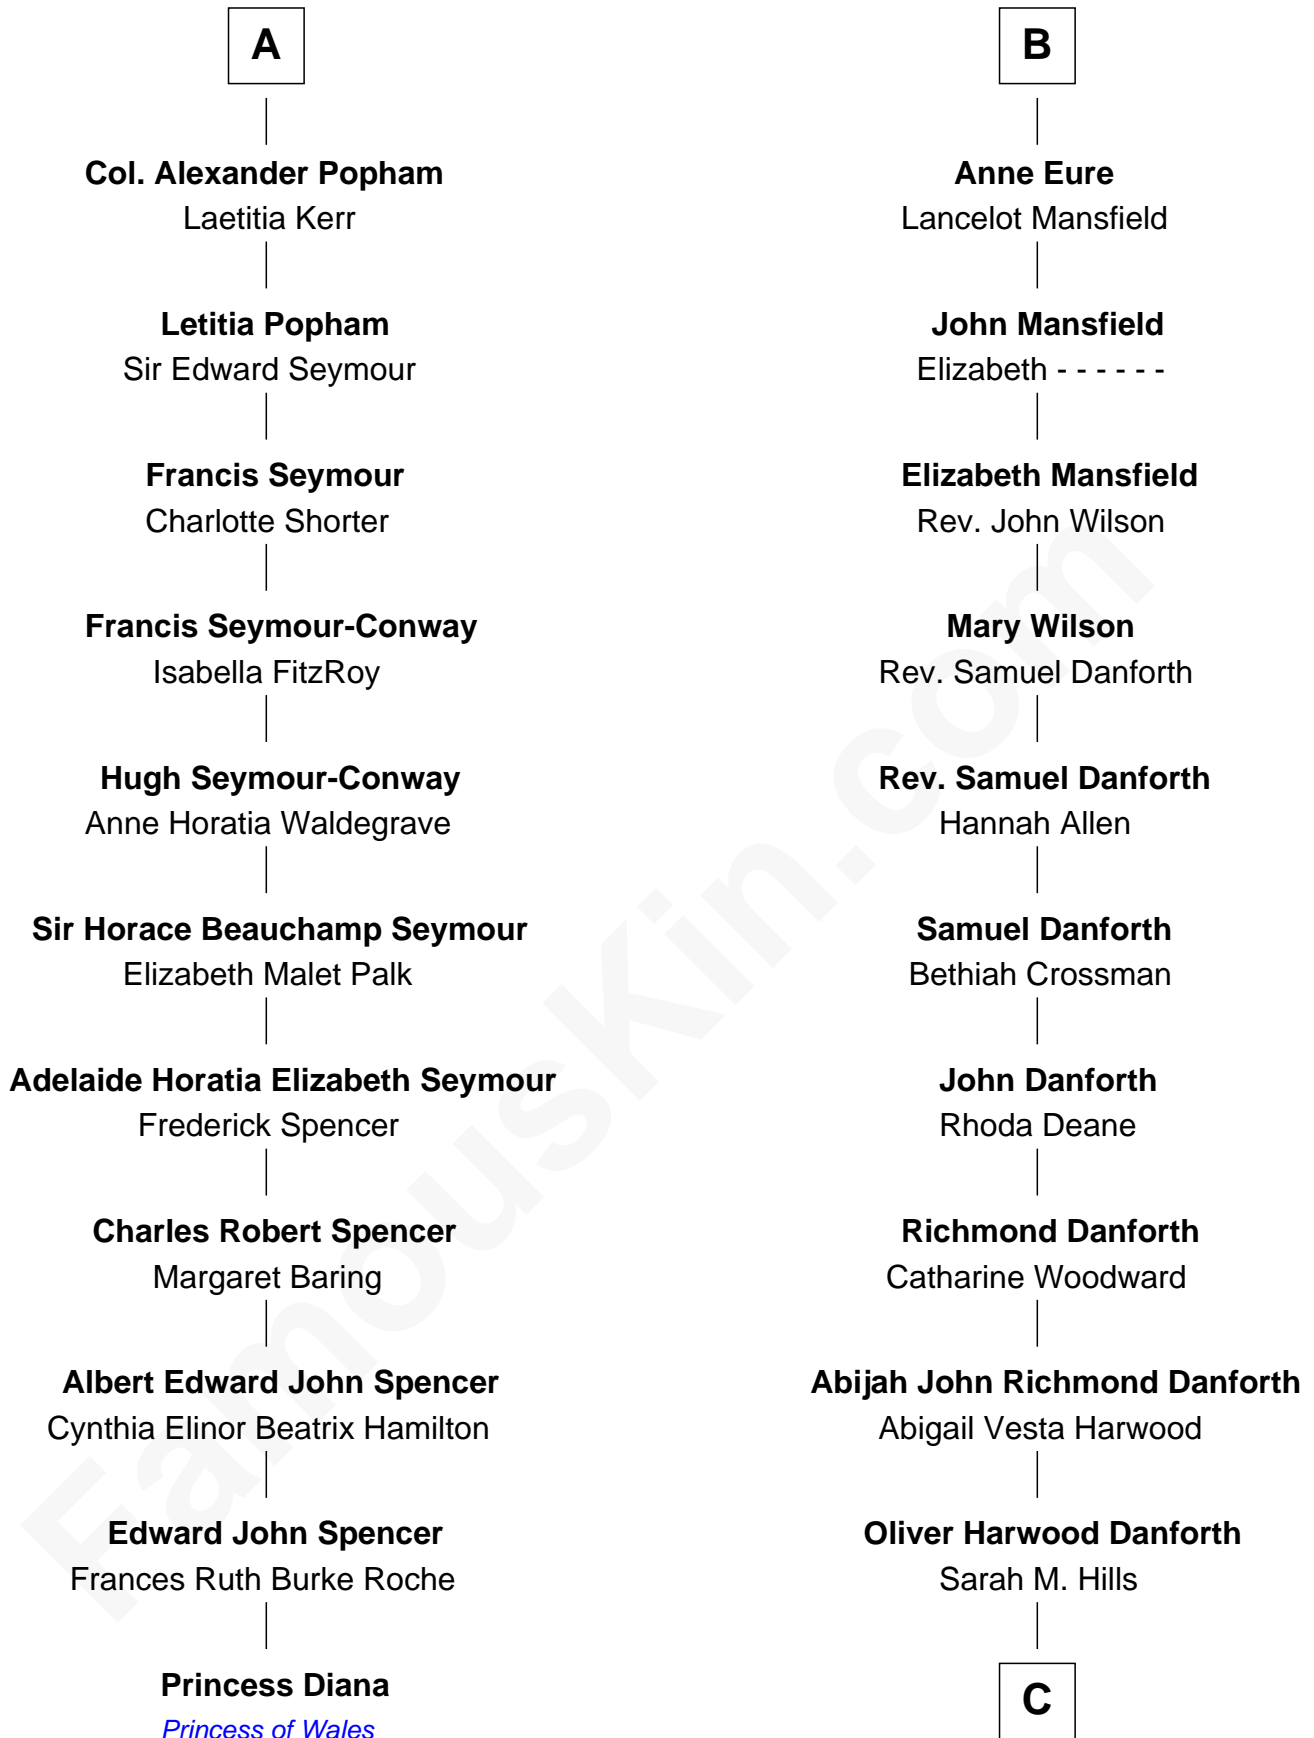 A
Col. Alexander Popham
Laetitia Kerr
Letitia Popham
Sir Edward Seymour
Francis Seymour
Charlotte Shorter
Francis Seymour-Conway
Isabella FitzRoy
Hugh Seymour-Conway
Anne Horatia Waldegrave
Sir Horace Beauchamp Seymour
Elizabeth Malet Palk
Adelaide Horatia Elizabeth Seymour
Frederick Spencer
Charles Robert Spencer
Margaret Baring
Albert Edward John Spencer
Cynthia Elinor Beatrix Hamilton
Edward John Spencer
Frances Ruth Burke Roche
Princess Diana
Princess of Wales
B
Anne Eure
Lancelot Mansfield
John Mansfield
Elizabeth - - - - - -
Elizabeth Mansfield
Rev. John Wilson
Mary Wilson
Rev. Samuel Danforth
Rev. Samuel Danforth
Hannah Allen
Samuel Danforth
Bethiah Crossman
John Danforth
Rhoda Deane
Richmond Danforth
Catharine Woodward
Abijah John Richmond Danforth
Abigail Vesta Harwood
Oliver Harwood Danforth
Sarah M. Hills
C
FamousKin.com